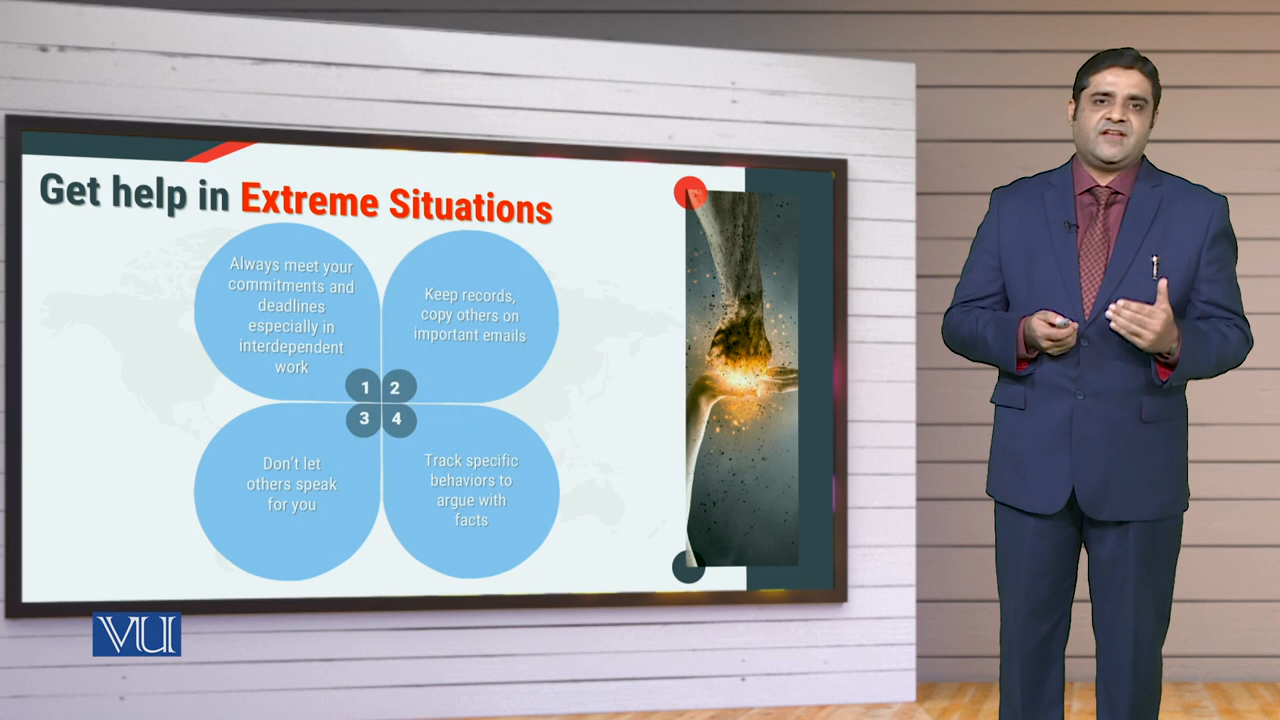 Get help in Extreme Situations
Always meet your
commitments and
deadlines
especially in
interdependent
work
Keep records,
copy others on
important emails
1 2
3 4
Don't let
others speak
for you
Track specific
behaviors to
argue with
facts
VU